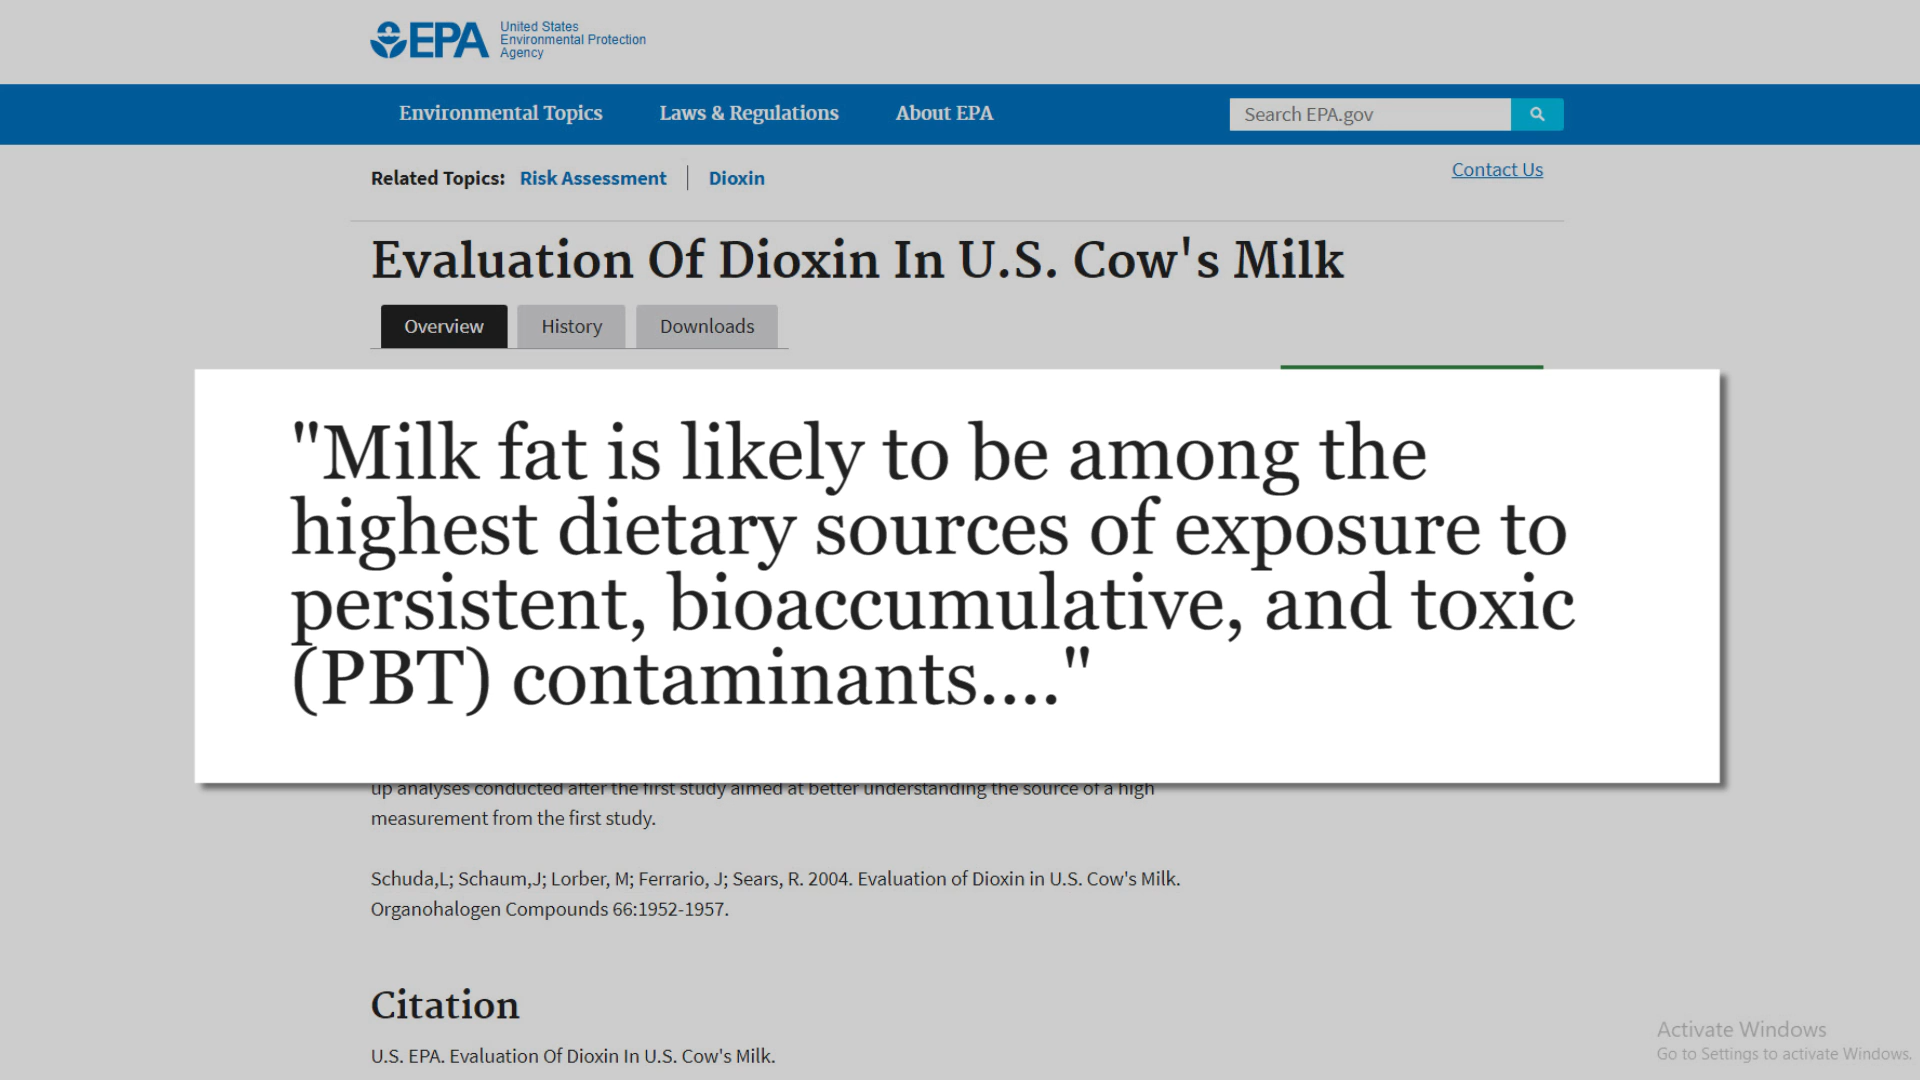 EPA
United States
Environmental Protection
Agency
Environmental Topics Laws & Regulations About EPA Search EPA.gov
Contact Us
Related Topics: Risk Assessment Dioxin
Evaluation Of Dioxin In U.S. Cow's Milk
Overview History Downloads
"Milk fat is likely to be among the
highest dietary sources of exposure to
persistent, bioaccumulative, and toxic
(PBT) contaminants...."
up analyses conducted after the first study aimed at better understanding the source of a high
measurement from the first study.
Schuda,L; Schaum,J; Lorber, M; Ferrario, J; Sears, R. 2004. Evaluation of Dioxin in U.S. Cow's Milk.
Organohalogen Compounds 66:1952-1957.
Citation
U.S. EPA. Evaluation Of Dioxin In U.S. Cow's Milk.
Activate Windows
Go to Settings to activate Windows.